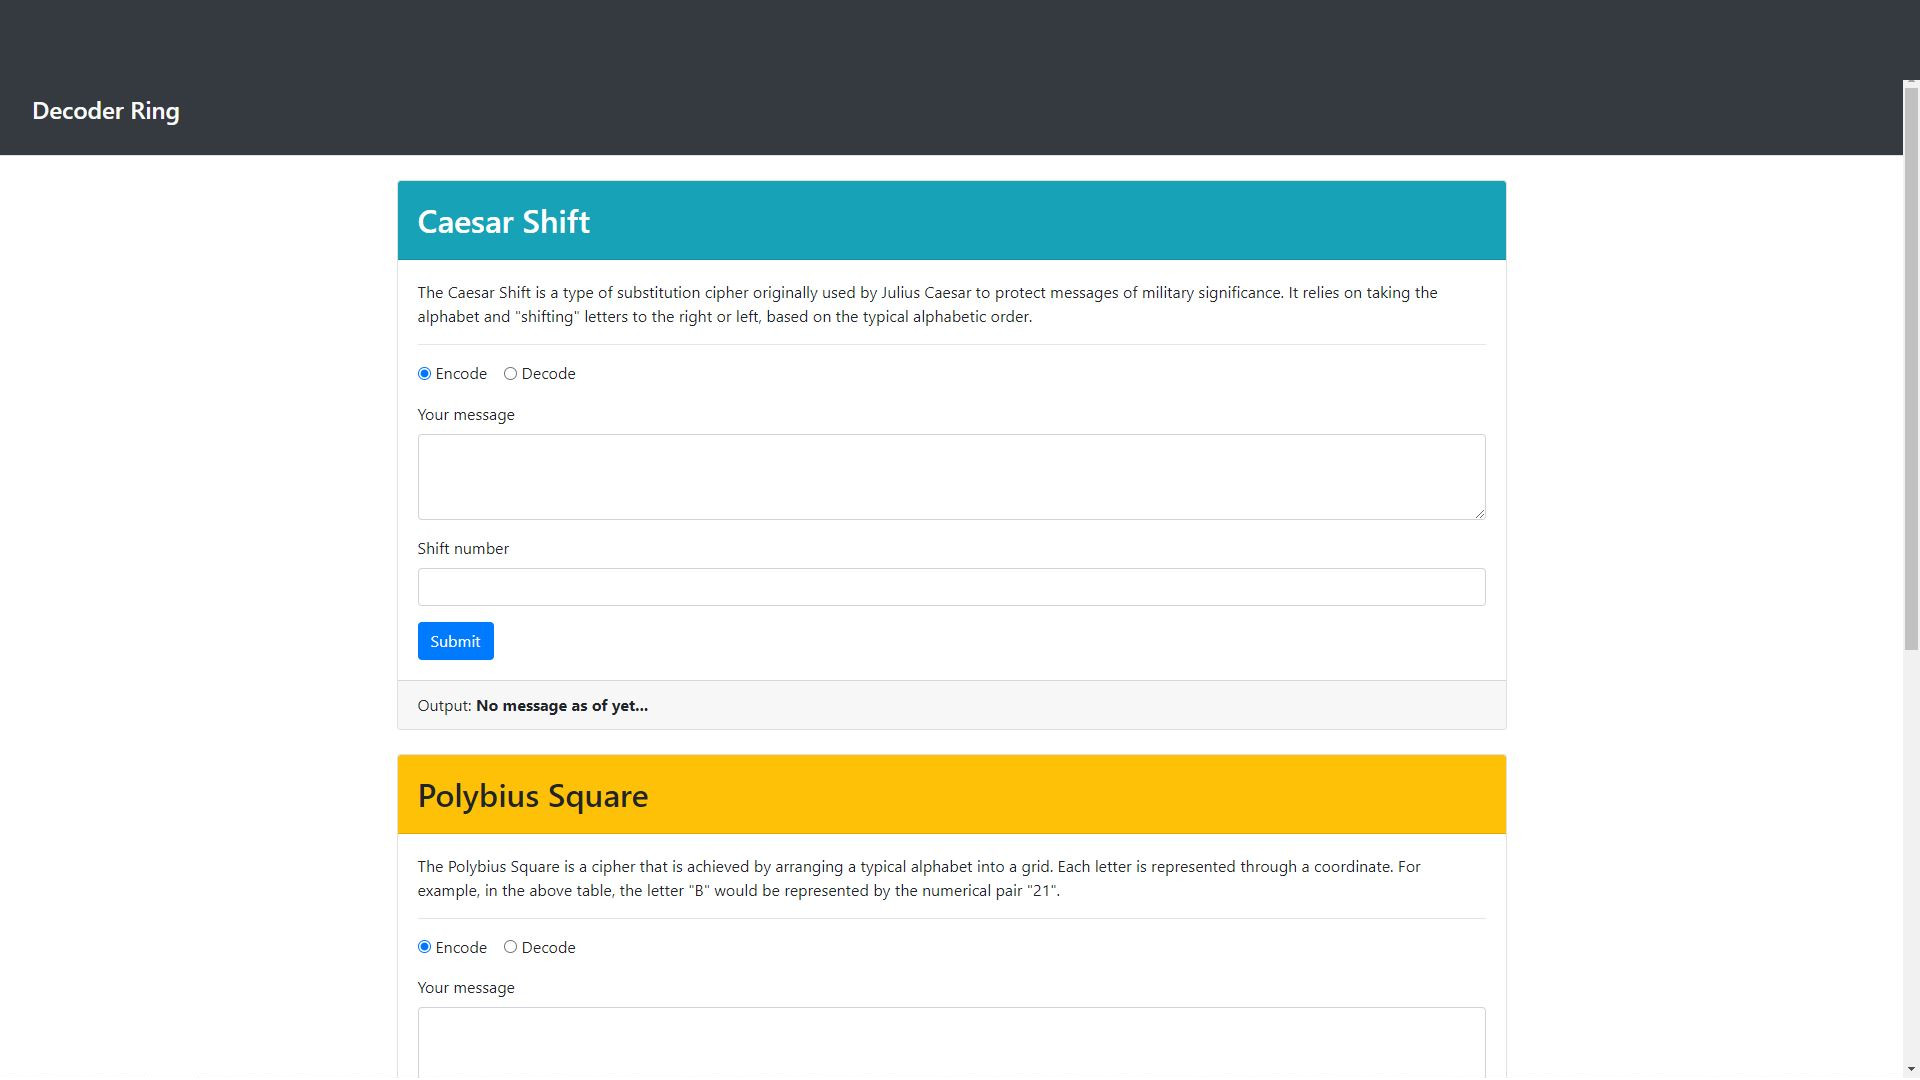 Decoder Ring
Caesar Shift
The Caesar Shift is a type of substitution cipher originally used by Julius Caesar to protect messages of military significance. It relies on taking the
alphabet and "shifting" letters to the right or left, based on the typical alphabetic order.
Encode Decode
Your message
Shift number
Submit
Output: No message as of yet...
Polybius Square
The Polybius Square is a cipher that is achieved by arranging a typical alphabet into a grid. Each letter is represented through a coordinate. For
example, in the above table, the letter "B" would be represented by the numerical pair "21".
Encode Decode
Your message